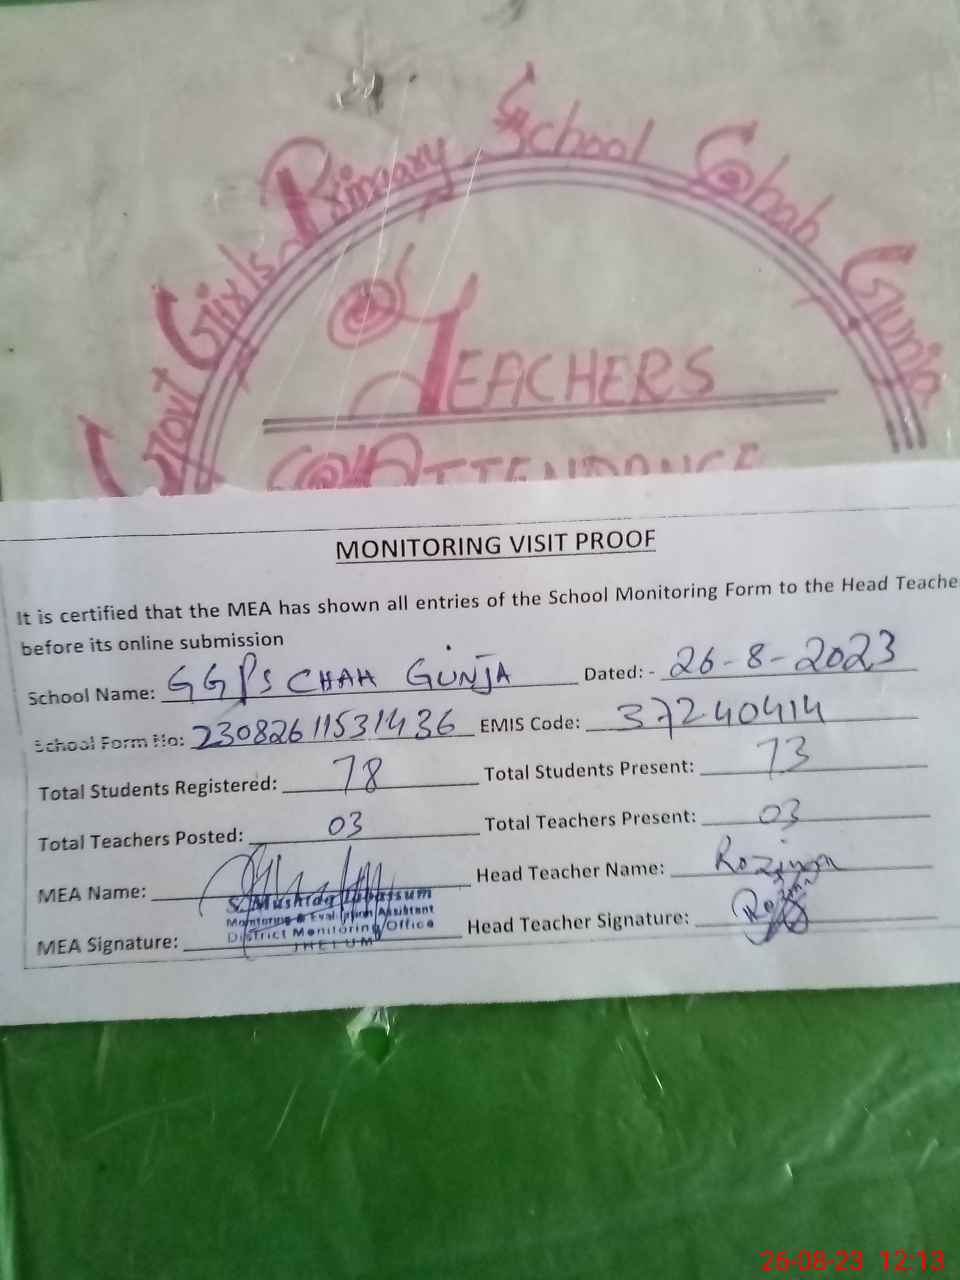 Govt Girls Primary School Chah Gunja
TEACHERS
ATTENDANCE
MONITORING VISIT PROOF
It is certified that the MEA has shown all entries of the School Monitoring Form to the Head Teache
before its online submission
School Name: GGPS CHAH GUNJA Dated: - 26-8-2023
School Form No: 23082611531436 EMIS Code: 37240414
Total Students Registered: 78 Total Students Present: 73
Total Teachers Posted: 03 Total Teachers Present: 03
MEA Name: Head Teacher Name:
Monitoring & Evaluation Assistant
District Monitoring Office
JHELUM
MEA Signature: Head Teacher Signature:
26-08-23 12:13